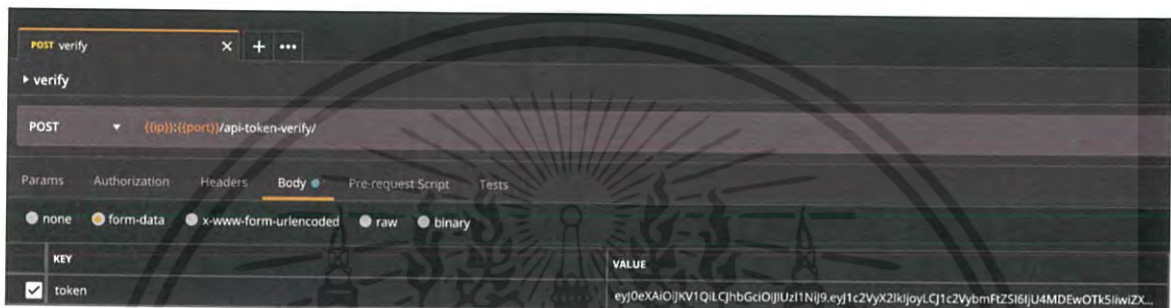 POST verify × + •••
▸ verify
POST ▼ {{ip}}:{{port}}/api-token-verify/
Params Authorization Headers Body Pre-request Script Tests
none form-data x-www-form-urlencoded raw binary
KEY VALUE
token eyJ0eXAiOiJKV1QiLCJhbGciOiJIUzI1NiJ9.eyJ1c2VyX2lkIjoyLCJ1c2VybmFtZSI6IjU4MDEwOTk5IiwiZX...